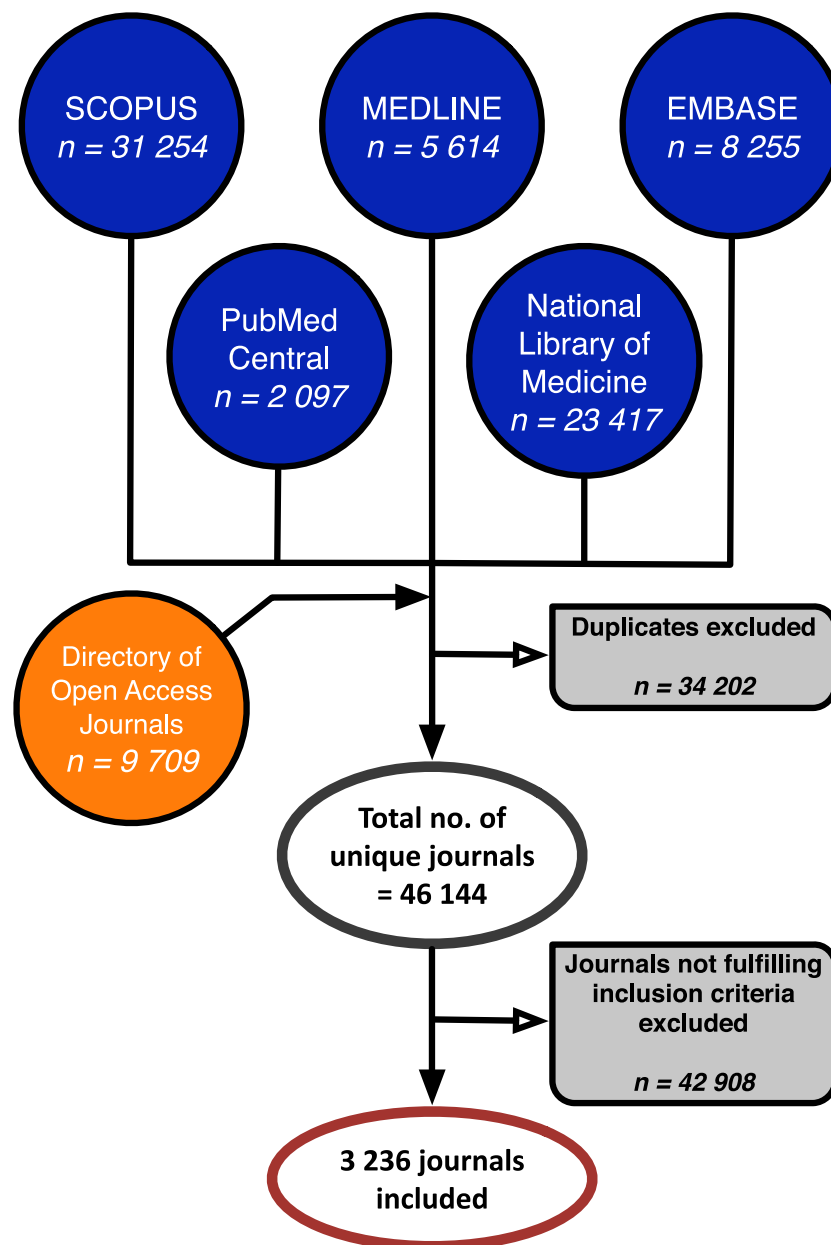 SCOPUS
n = 31 254
MEDLINE
n = 5 614
EMBASE
n = 8 255
PubMed
Central
n = 2 097
National
Library of
Medicine
n = 23 417
Directory of
Open Access
Journals
n = 9 709
Duplicates excluded
n = 34 202
Total no. of
unique journals
= 46 144
Journals not fulfilling
inclusion criteria
excluded
n = 42 908
3 236 journals
included